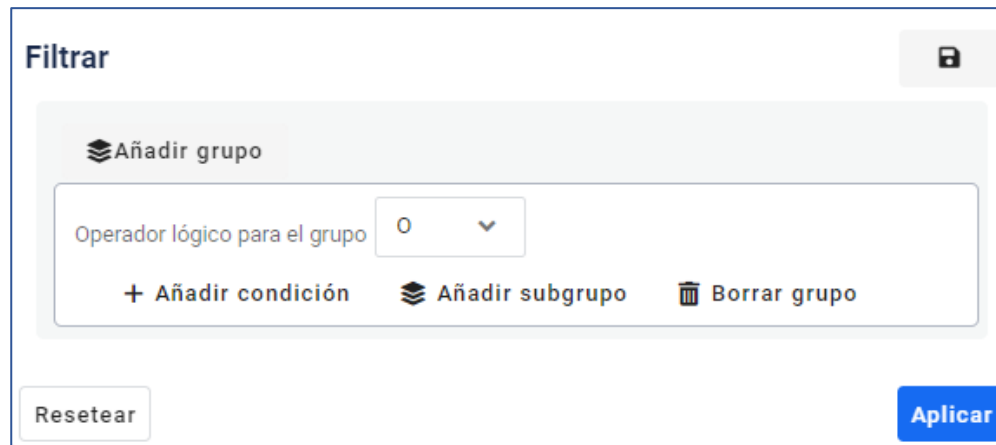 Filtrar
Añadir grupo
Operador lógico para el grupo O
+ Añadir condición Añadir subgrupo Borrar grupo
Resetear Aplicar